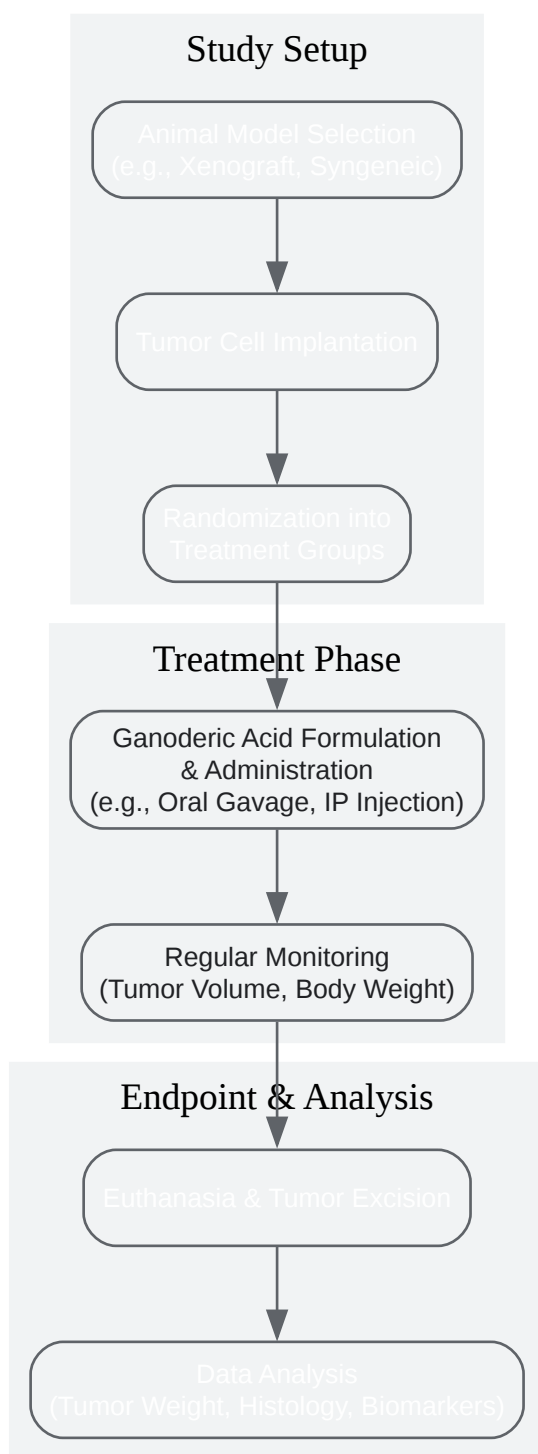 Study Setup
Animal Model Selection
(e.g., Xenograft, Syngeneic)
Tumor Cell Implantation
Randomization into
Treatment Groups
Treatment Phase
Ganoderic Acid Formulation
& Administration
(e.g., Oral Gavage, IP Injection)
Regular Monitoring
(Tumor Volume, Body Weight)
Endpoint & Analysis
Euthanasia & Tumor Excision
Data Analysis
(Tumor Weight, Histology, Biomarkers)